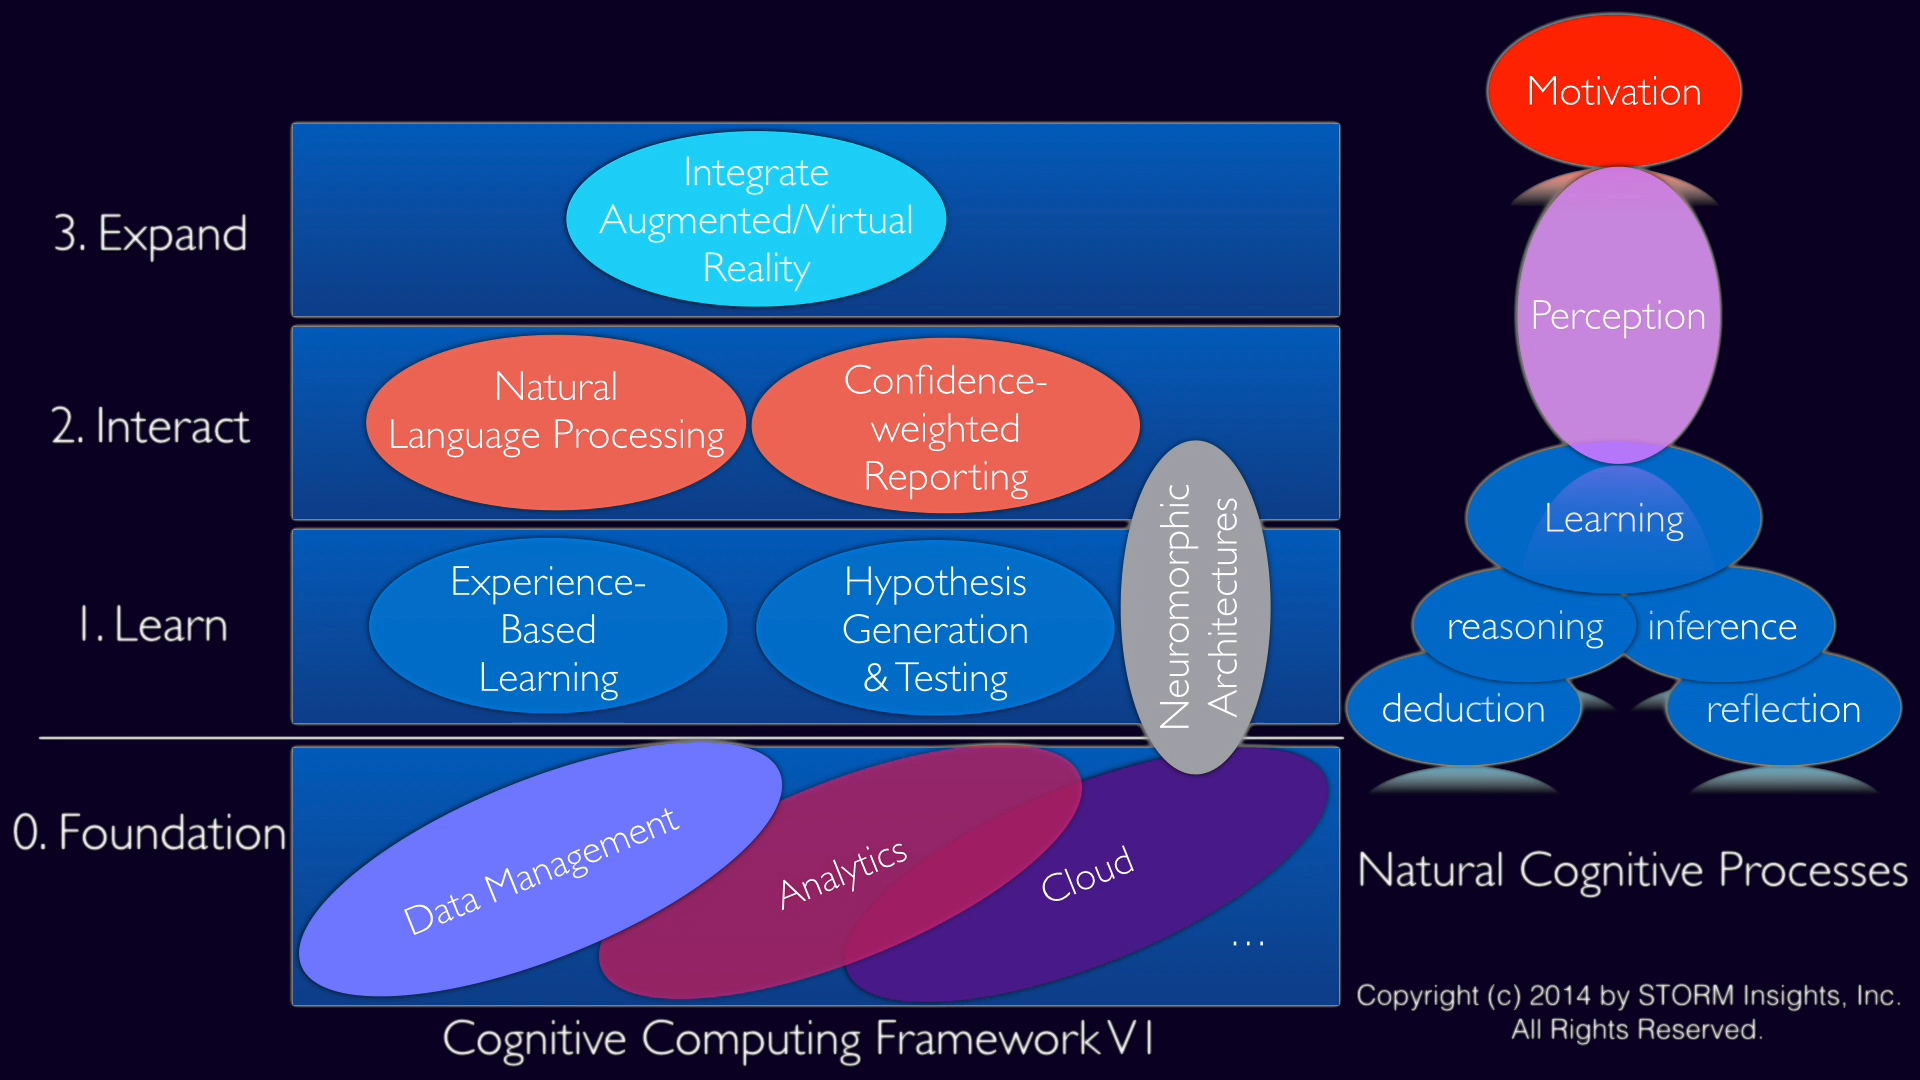 3. Expand
Integrate
Augmented/Virtual
Reality
2. Interact
Natural
Language Processing
Confidence-
weighted
Reporting
1. Learn
Experience-
Based
Learning
Hypothesis
Generation
& Testing
Neuromorphic
Architectures
0. Foundation
Data Management
Analytics
Cloud
...
Cognitive Computing Framework V1
Motivation
Perception
Learning
reasoning
inference
deduction
reflection
Natural Cognitive Processes
Copyright (c) 2014 by STORM Insights, Inc.
All Rights Reserved.